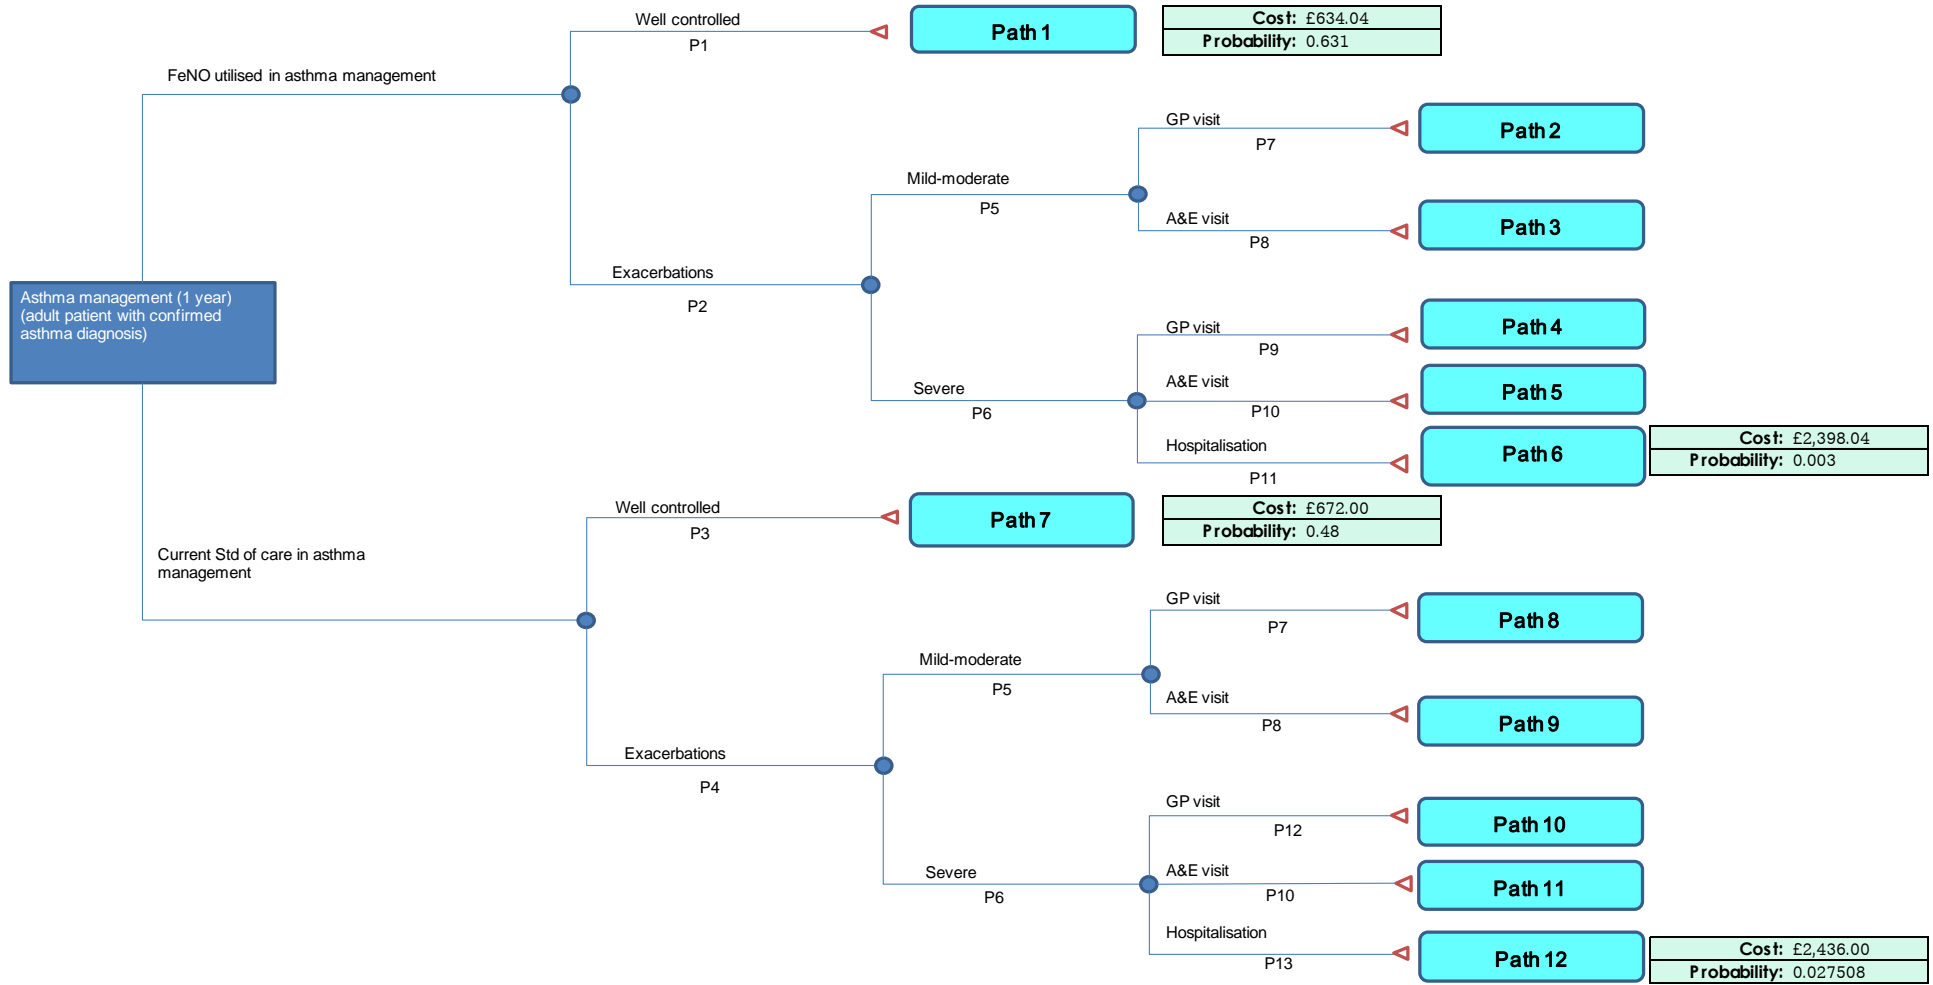 Well controlled
P1
Path 1
Cost: £634.04
Probability: 0.631
FeNO utilised in asthma management
GP visit
P7
Path 2
Mild-moderate
P5
A&E visit
P8
Path 3
Exacerbations
P2
Asthma management (1 year)
(adult patient with confirmed
asthma diagnosis)
GP visit
P9
Path 4
Severe
P6
A&E visit
P10
Path 5
Hospitalisation
P11
Path 6
Cost: £2,398.04
Probability: 0.003
Well controlled
P3
Path 7
Cost: £672.00
Probability: 0.48
Current Std of care in asthma
management
GP visit
P7
Path 8
Mild-moderate
P5
A&E visit
P8
Path 9
Exacerbations
P4
GP visit
P12
Path 10
Severe
P6
A&E visit
P10
Path 11
Hospitalisation
P13
Path 12
Cost: £2,436.00
Probability: 0.027508